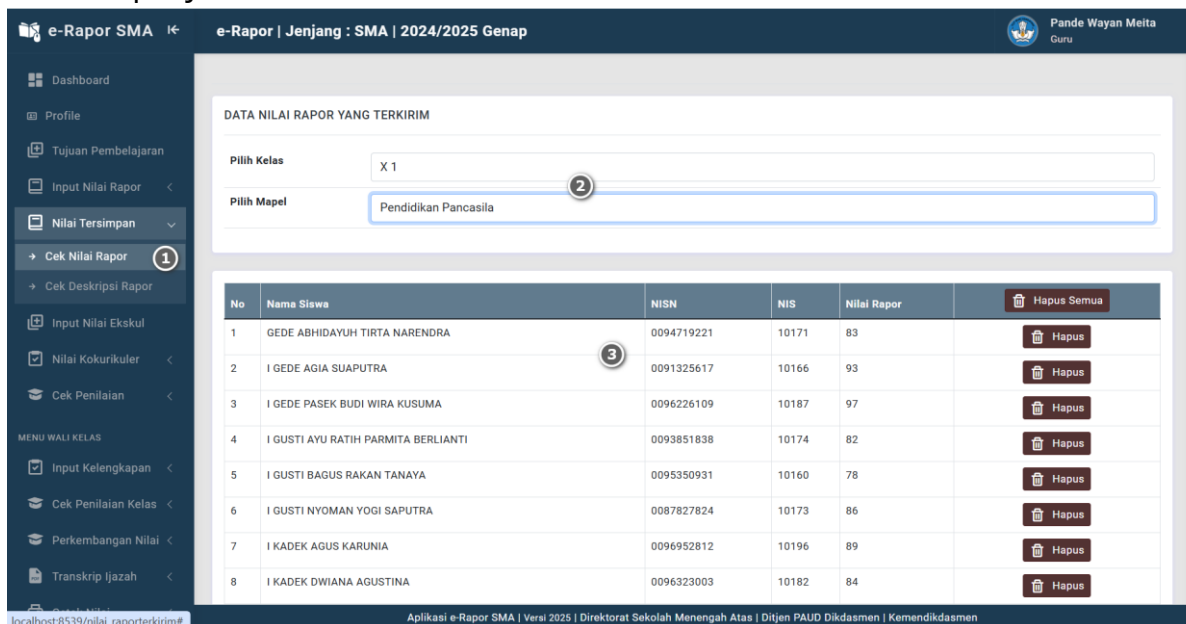 e-Rapor SMA
e-Rapor | Jenjang : SMA | 2024/2025 Genap
Pande Wayan Meita
Guru
Dashboard
Profile
Tujuan Pembelajaran
Input Nilai Rapor
Nilai Tersimpan
Cek Nilai Rapor 1
Cek Deskripsi Rapor
Input Nilai Ekskul
Nilai Kokurikuler
Cek Penilaian
MENU WALI KELAS
Input Kelengkapan
Cek Penilaian Kelas
Perkembangan Nilai
Transkrip Ijazah
localhost:8539/nilai_raporterkirim#
DATA NILAI RAPOR YANG TERKIRIM
Pilih Kelas X 1
2
Pilih Mapel Pendidikan Pancasila
No Nama Siswa NISN NIS Nilai Rapor Hapus Semua
1 GEDE ABHIDAYUH TIRTA NARENDRA 0094719221 10171 83 Hapus
3
2 I GEDE AGIA SUAPUTRA 0091325617 10166 93 Hapus
3 I GEDE PASEK BUDI WIRA KUSUMA 0096226109 10187 97 Hapus
4 I GUSTI AYU RATIH PARMITA BERLIANTI 0093851838 10174 82 Hapus
5 I GUSTI BAGUS RAKAN TANAYA 0095350931 10160 78 Hapus
6 I GUSTI NYOMAN YOGI SAPUTRA 0087827824 10173 86 Hapus
7 I KADEK AGUS KARUNIA 0096952812 10196 89 Hapus
8 I KADEK DWIANA AGUSTINA 0096323003 10182 84 Hapus
Aplikasi e-Rapor SMA | Versi 2025 | Direktorat Sekolah Menengah Atas | Ditjen PAUD Dikdasmen | Kemendikdasmen